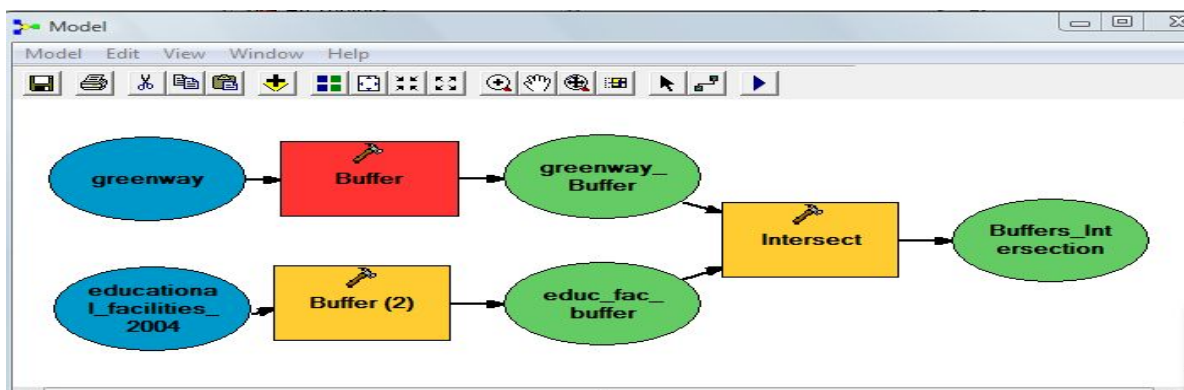 Model
Model Edit View Window Help
greenway
Buffer
greenway_
Buffer
Intersect
Buffers_Int
ersection
educationa
l_facilities_
2004
Buffer (2)
educ_fac_
buffer